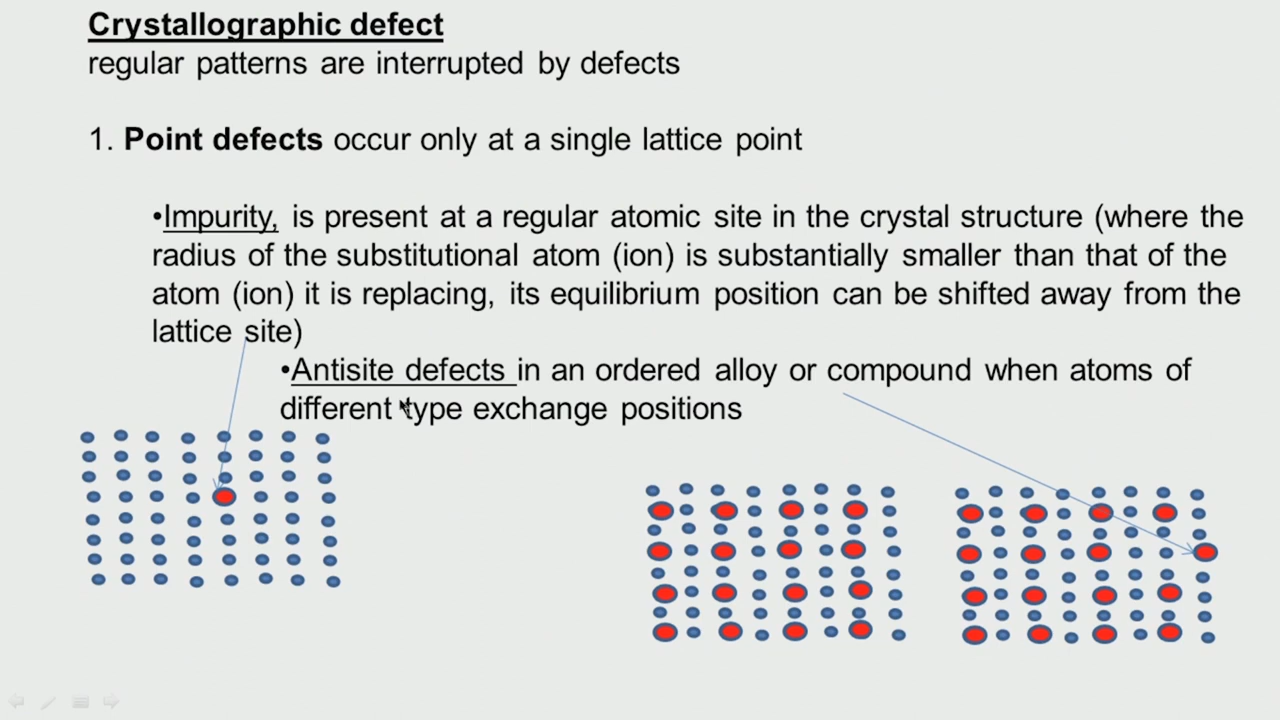 Crystallographic defect
regular patterns are interrupted by defects
1. Point defects occur only at a single lattice point
•Impurity, is present at a regular atomic site in the crystal structure (where the
radius of the substitutional atom (ion) is substantially smaller than that of the
atom (ion) it is replacing, its equilibrium position can be shifted away from the
lattice site)
•Antisite defects in an ordered alloy or compound when atoms of
different type exchange positions